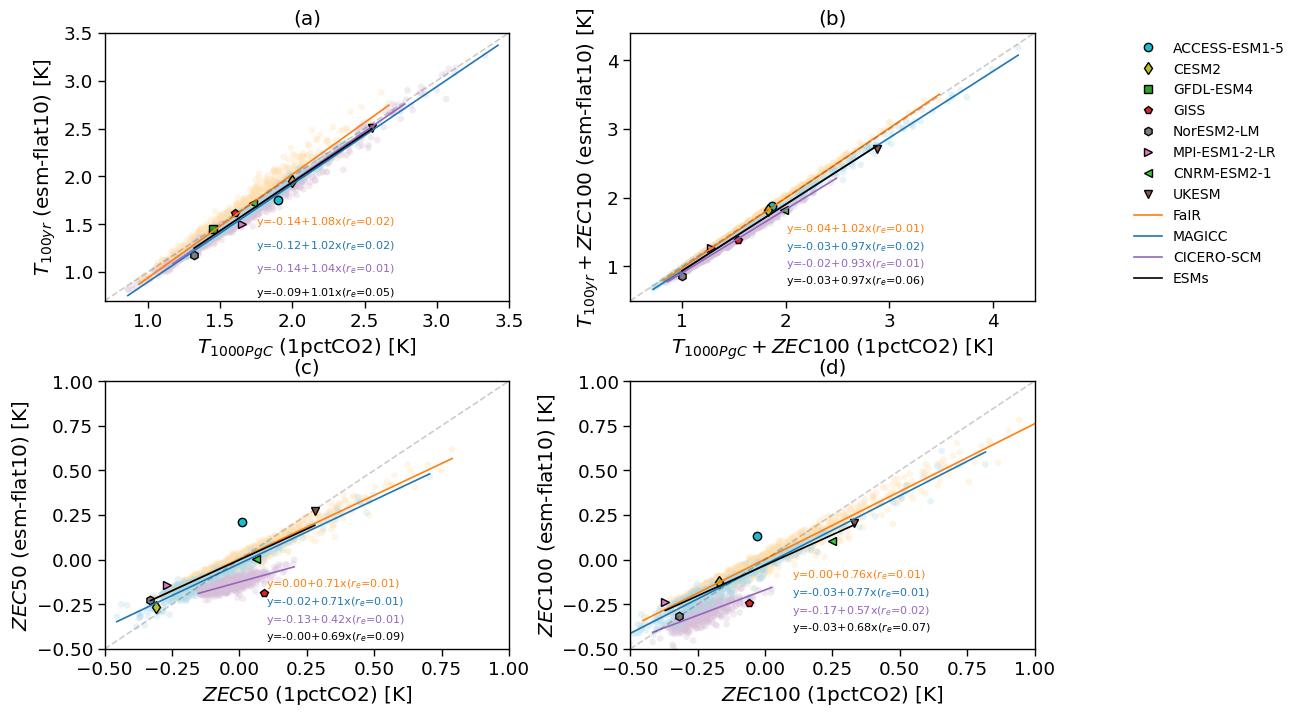 (a)
3.5
3.0
2.5
2.0
1.5
1.0
T100yr (esm-flat10) [K]
1.0 1.5 2.0 2.5 3.0 3.5
T1000PgC (1pctCO2) [K]
y=-0.14+1.08x(re=0.02)
y=-0.12+1.02x(re=0.02)
y=-0.14+1.04x(re=0.01)
y=-0.09+1.01x(re=0.05)
(b)
4
3
2
1
T100yr + ZEC100 (esm-flat10) [K]
1 2 3 4
T1000PgC + ZEC100 (1pctCO2) [K]
y=-0.04+1.02x(re=0.01)
y=-0.03+0.97x(re=0.02)
y=-0.02+0.93x(re=0.01)
y=-0.03+0.97x(re=0.06)
ACCESS-ESM1-5
CESM2
GFDL-ESM4
GISS
NorESM2-LM
MPI-ESM1-2-LR
CNRM-ESM2-1
UKESM
FaIR
MAGICC
CICERO-SCM
ESMs
(c)
1.00
0.75
0.50
0.25
0.00
−0.25
−0.50
ZEC50 (esm-flat10) [K]
−0.50 −0.25 0.00 0.25 0.50 0.75 1.00
ZEC50 (1pctCO2) [K]
y=0.00+0.71x(re=0.01)
y=-0.02+0.71x(re=0.01)
y=-0.13+0.42x(re=0.01)
y=-0.00+0.69x(re=0.09)
(d)
1.00
0.75
0.50
0.25
0.00
−0.25
−0.50
ZEC100 (esm-flat10) [K]
−0.50 −0.25 0.00 0.25 0.50 0.75 1.00
ZEC100 (1pctCO2) [K]
y=0.00+0.76x(re=0.01)
y=-0.03+0.77x(re=0.01)
y=-0.17+0.57x(re=0.02)
y=-0.03+0.68x(re=0.07)